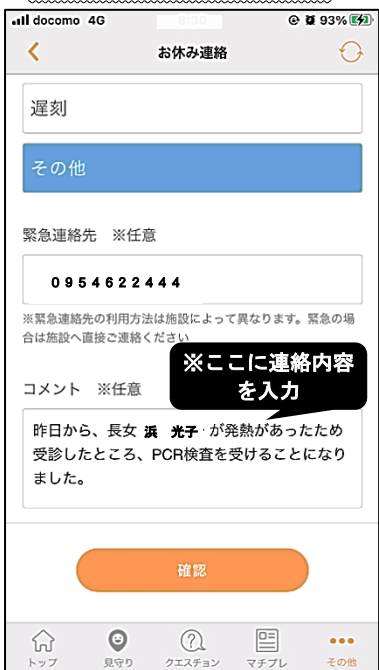 docomo 4G 8:30 93%
お休み連絡
遅刻
その他
緊急連絡先 ※任意
0954622444
※緊急連絡先の利用方法は施設によって異なります。緊急の場
合は施設へ直接ご連絡ください
※ここに連絡内容
を入力
コメント ※任意
昨日から、長女 浜 光子 が発熱があったため
受診したところ、PCR検査を受けることになり
ました。
確認
トップ 見守り クエスチョン マチプレ その他